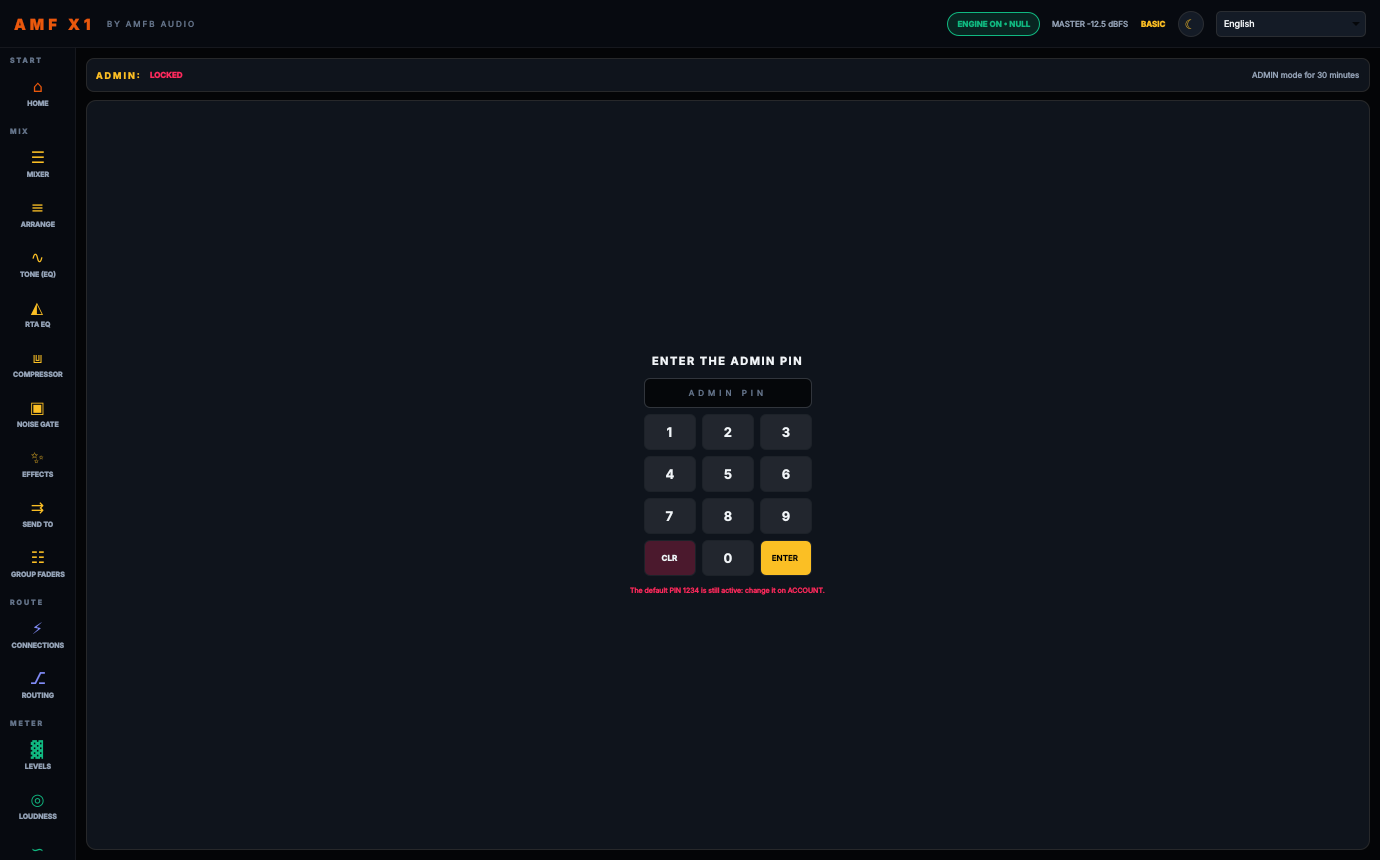 AMF X1 BY AMFB AUDIO
ENGINE ON • NULL MASTER -12.5 dBFS BASIC English
START
HOME
MIX
MIXER
ARRANGE
TONE (EQ)
RTA EQ
COMPRESSOR
NOISE GATE
EFFECTS
SEND TO
GROUP FADERS
ROUTE
CONNECTIONS
ROUTING
METER
LEVELS
LOUDNESS
ADMIN: LOCKED ADMIN mode for 30 minutes
ENTER THE ADMIN PIN
ADMIN PIN
1 2 3
4 5 6
7 8 9
CLR 0 ENTER
The default PIN 1234 is still active: change it on ACCOUNT.